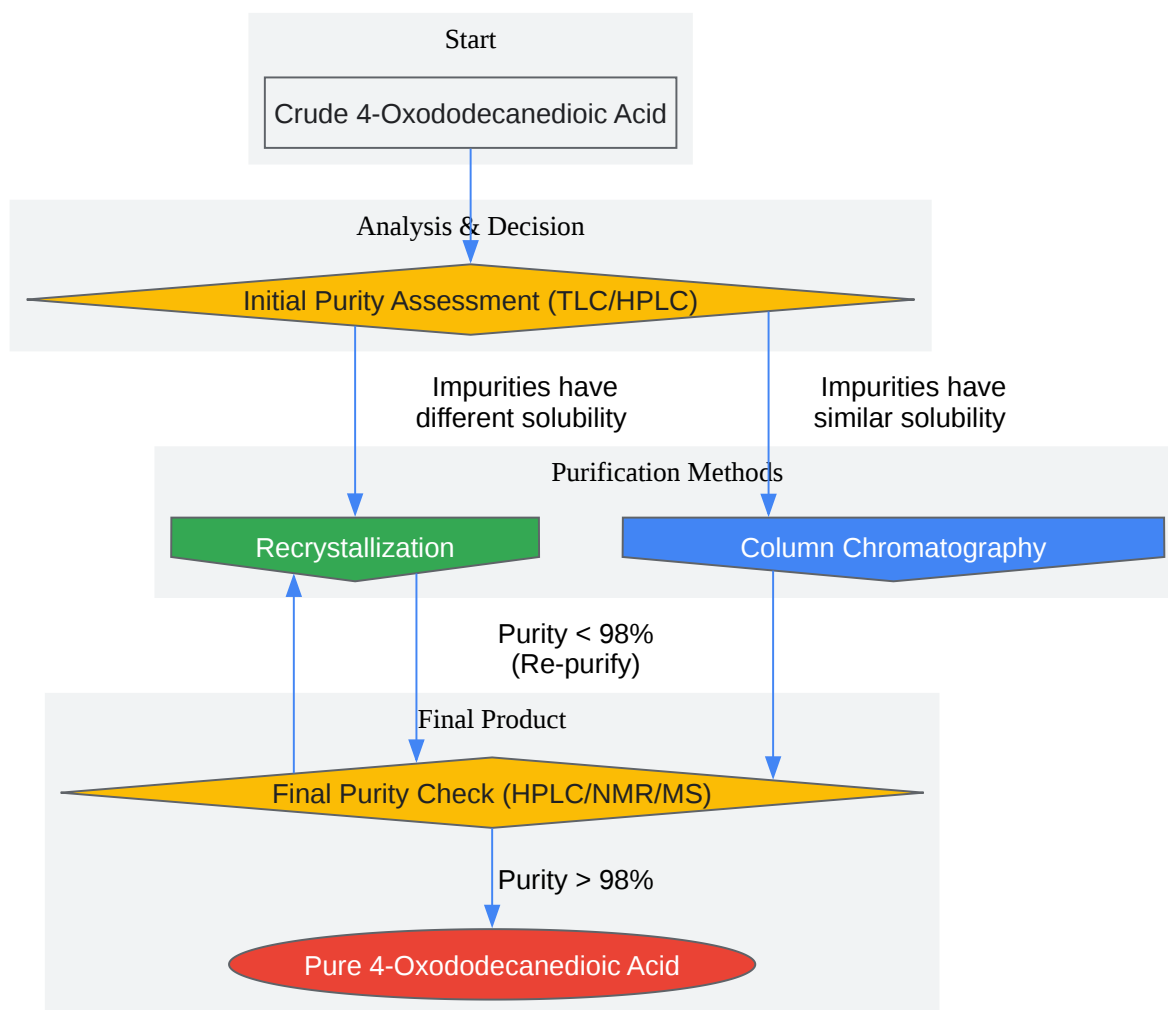 Start
Crude 4-Oxododecanedioic Acid
Analysis & Decision
Initial Purity Assessment (TLC/HPLC)
Impurities have
different solubility
Impurities have
similar solubility
Purification Methods
Recrystallization
Column Chromatography
Purity < 98%
(Re-purify)
Final Product
Final Purity Check (HPLC/NMR/MS)
Purity > 98%
Pure 4-Oxododecanedioic Acid